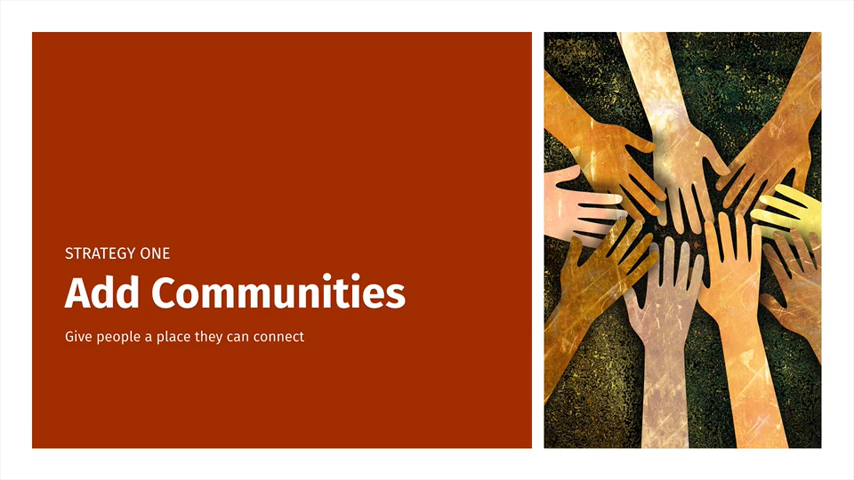 STRATEGY ONE
Add Communities
Give people a place they can connect